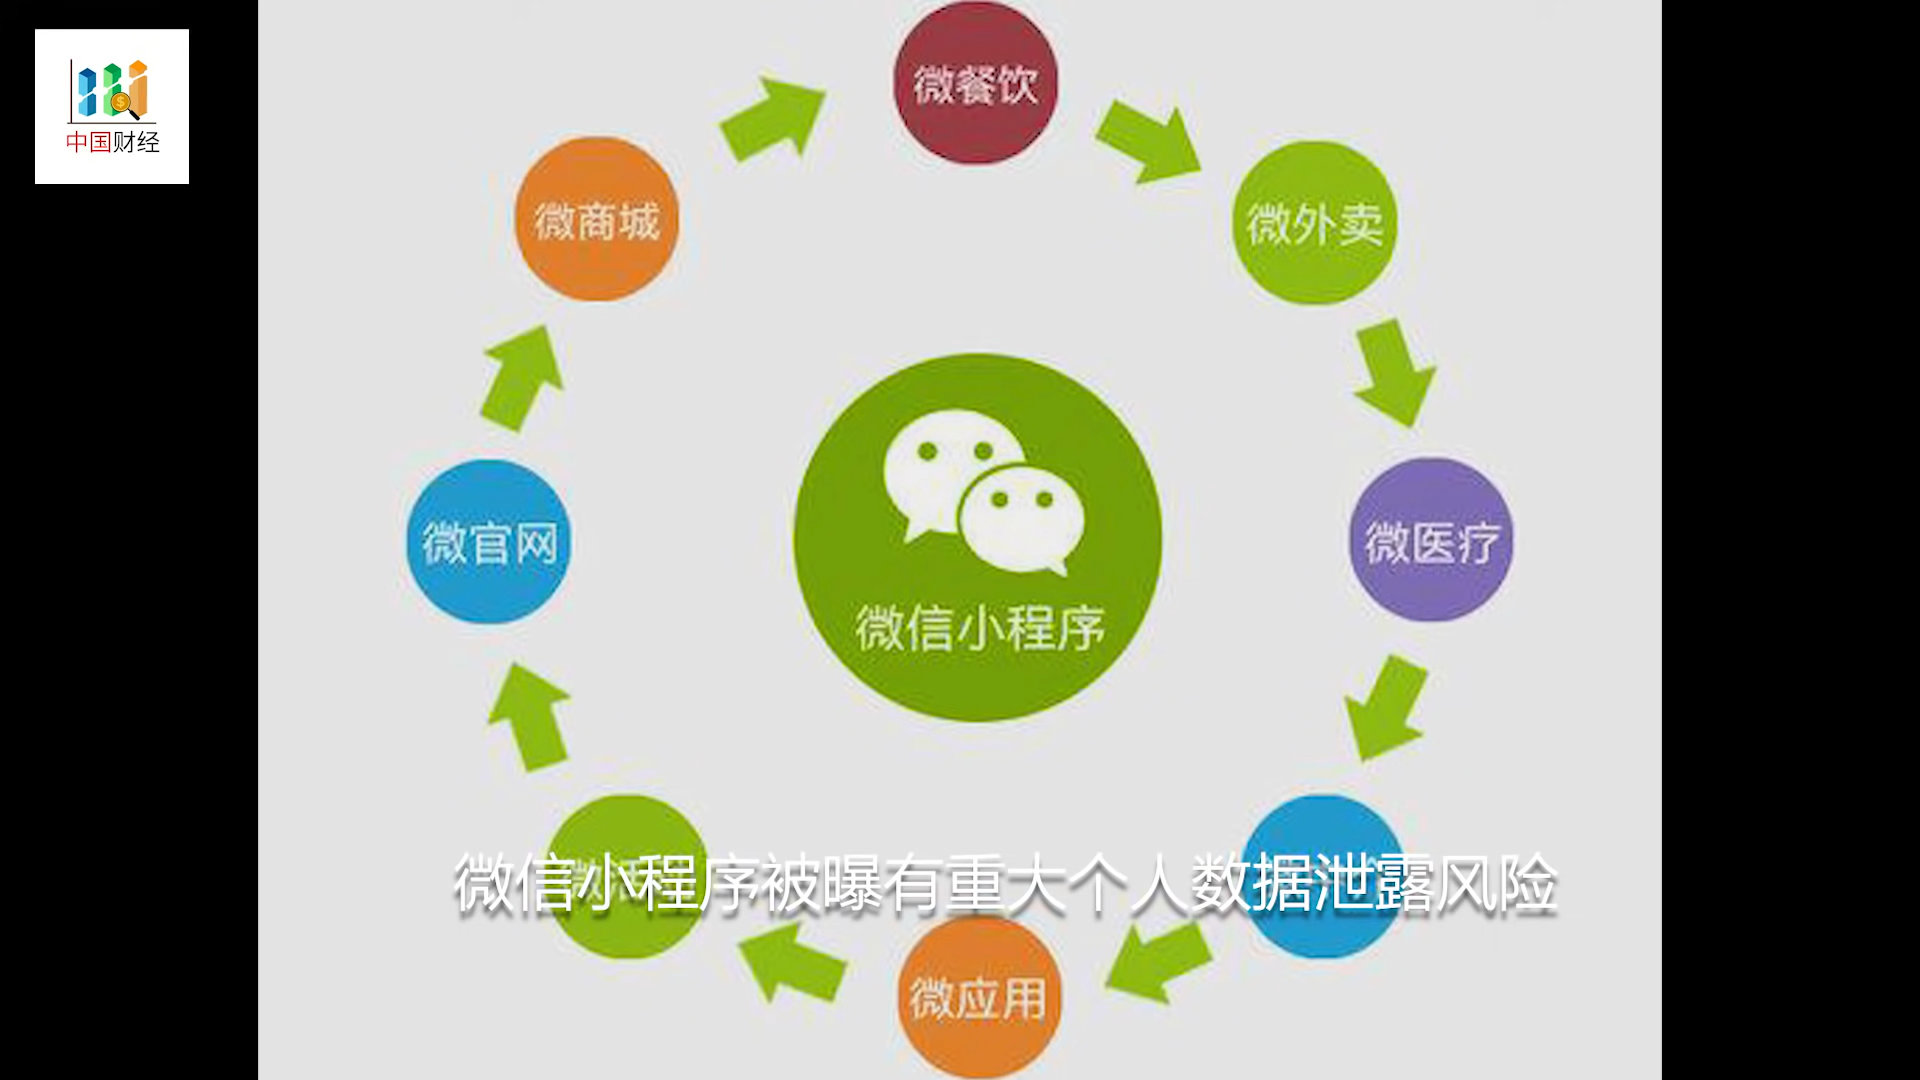 中国财经
微餐饮
微商城
微外卖
微官网
微医疗
微信小程序
微信小程序被曝有重大个人数据泄露风险
微应用